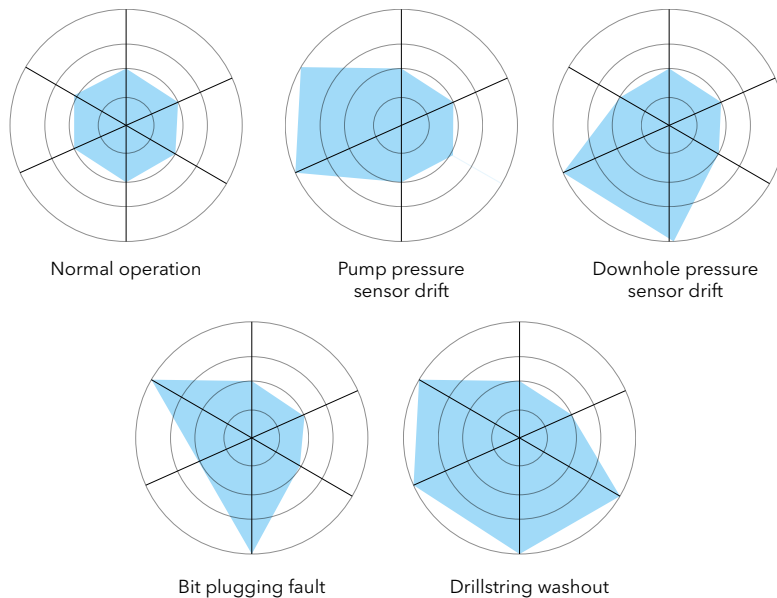 Normal operation
Pump pressure
sensor drift
Downhole pressure
sensor drift
Bit plugging fault
Drillstring washout